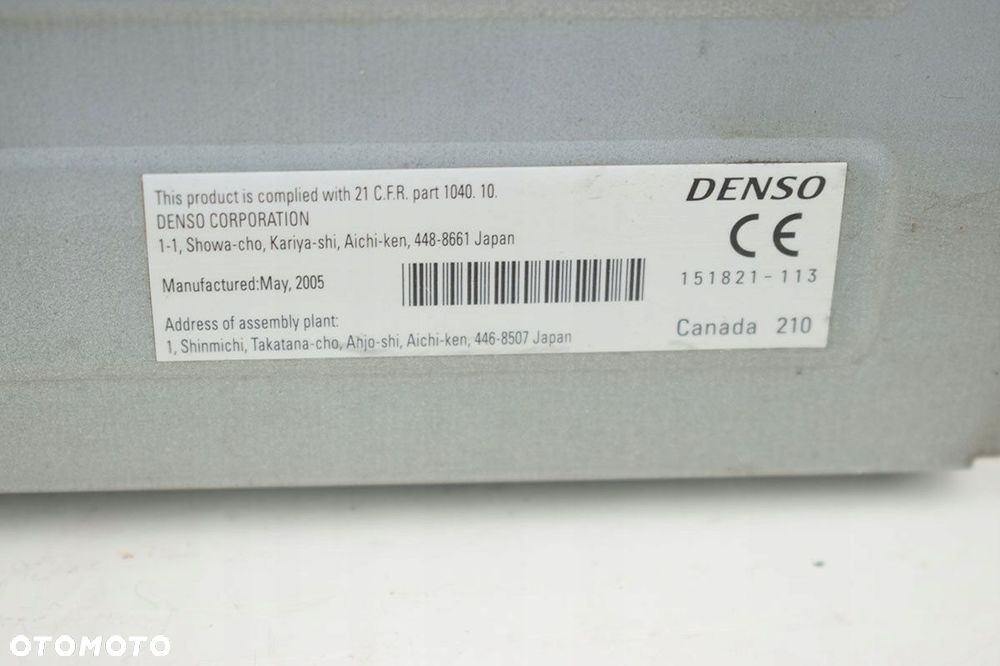 This product is complied with 21 C.F.R. part 1040. 10.
DENSO CORPORATION
1-1, Showa-cho, Kariya-shi, Aichi-ken, 448-8661 Japan
Manufactured:May, 2005
Address of assembly plant:
1, Shinmichi, Takatana-cho, Anjo-shi, Aichi-ken, 446-8507 Japan
DENSO
CE
151821-113
Canada 210
OTOMOTO